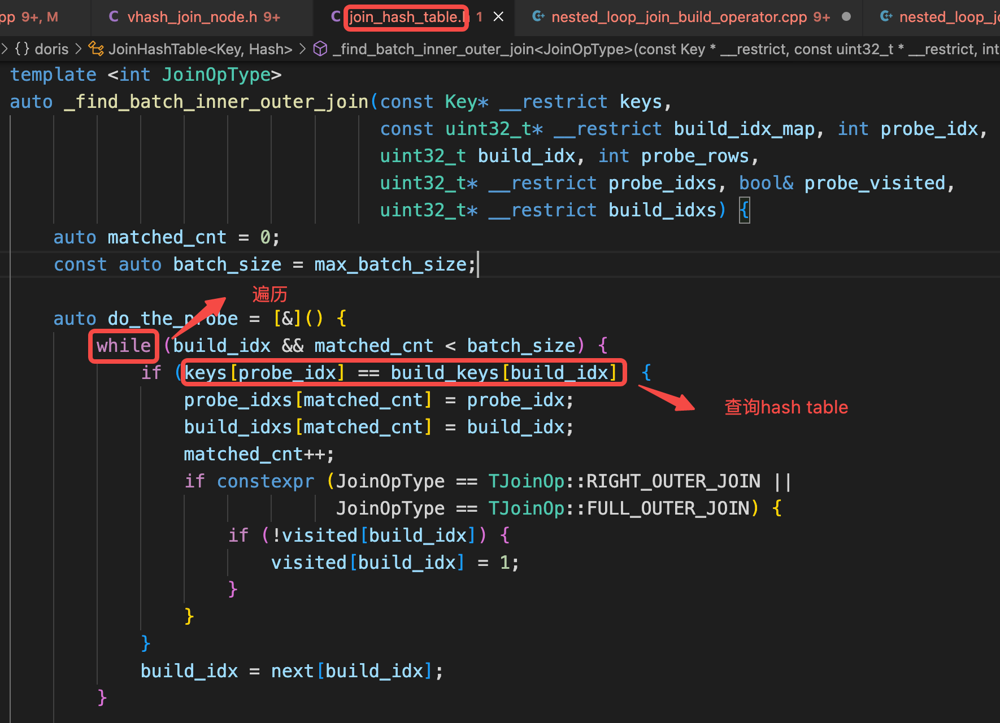 pp 9+, M
C vhash_join_node.h 9+
C join_hash_table.h 1
nested_loop_join_build_operator.cpp 9+
nested_loop_jo
> {} doris > JoinHashTable<Key, Hash> > _find_batch_inner_outer_join<JoinOpType>(const Key * __restrict, const uint32_t * __restrict, int
template <int JoinOpType>
auto _find_batch_inner_outer_join(const Key* __restrict keys,
const uint32_t* __restrict build_idx_map, int probe_idx,
uint32_t build_idx, int probe_rows,
uint32_t* __restrict probe_idxs, bool& probe_visited,
uint32_t* __restrict build_idxs) {
auto matched_cnt = 0;
const auto batch_size = max_batch_size;
遍历
auto do_the_probe = [&]() {
while (build_idx && matched_cnt < batch_size) {
if (keys[probe_idx] == build_keys[build_idx] {
probe_idxs[matched_cnt] = probe_idx;
查询hash table
build_idxs[matched_cnt] = build_idx;
matched_cnt++;
if constexpr (JoinOpType == TJoinOp::RIGHT_OUTER_JOIN ||
JoinOpType == TJoinOp::FULL_OUTER_JOIN) {
if (!visited[build_idx]) {
visited[build_idx] = 1;
}
}
}
build_idx = next[build_idx];
}